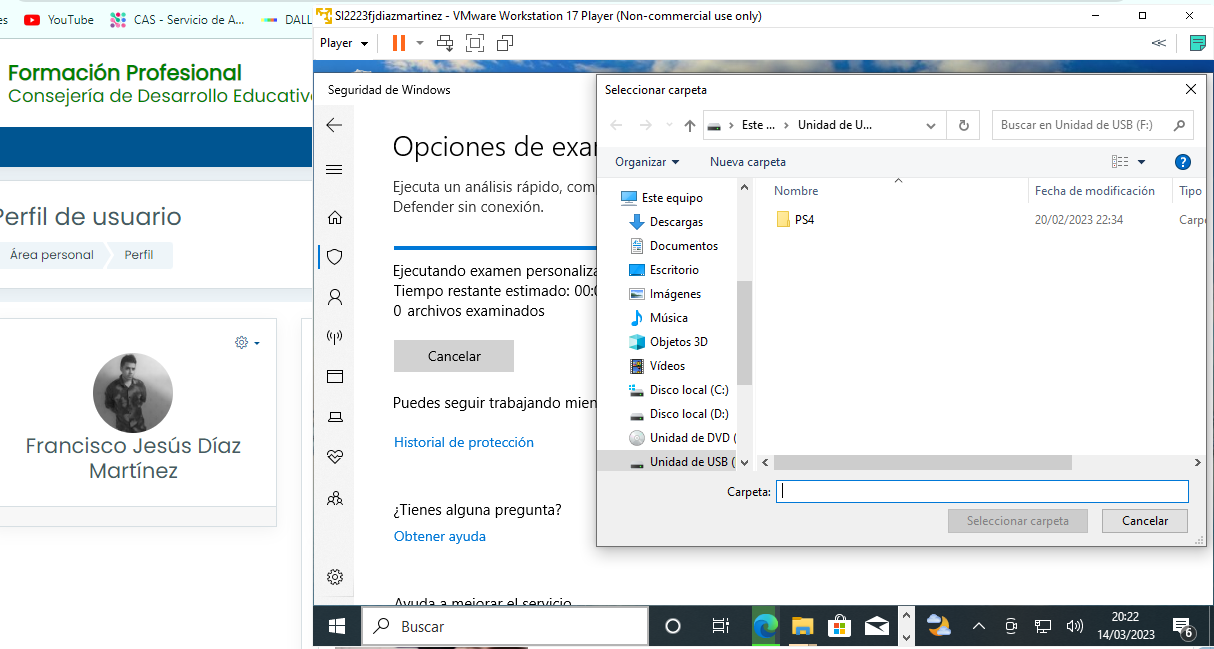 es YouTube CAS - Servicio de A... DALL
Formación Profesional
Consejería de Desarrollo Educativ
Perfil de usuario
Área personal Perfil
Francisco Jesús Díaz
Martínez
SI2223fjdiazmartinez - VMware Workstation 17 Player (Non-commercial use only)
Player
Seguridad de Windows
Opciones de exa
Ejecuta un análisis rápido, com
Defender sin conexión.
Ejecutando examen personaliza
Tiempo restante estimado: 00:0
0 archivos examinados
Cancelar
Puedes seguir trabajando mien
Historial de protección
¿Tienes alguna pregunta?
Obtener ayuda
Ayuda a mejorar el servicio
Seleccionar carpeta
Este ... Unidad de U...
Buscar en Unidad de USB (F:)
Organizar Nueva carpeta
Este equipo
Descargas
Documentos
Escritorio
Imágenes
Música
Objetos 3D
Vídeos
Disco local (C:)
Disco local (D:)
Unidad de DVD (
Unidad de USB (
Nombre Fecha de modificación Tipo
PS4 20/02/2023 22:34 Carpe
Carpeta:
Seleccionar carpeta Cancelar
Buscar
20:22
14/03/2023
6